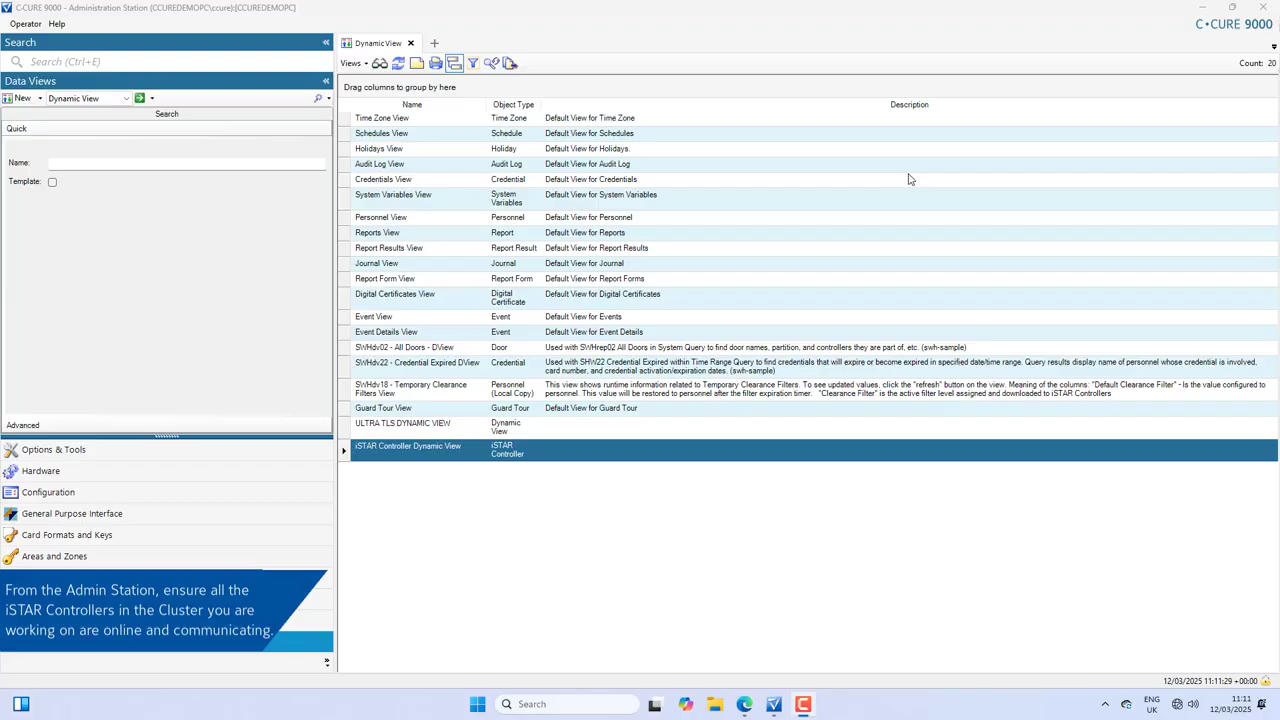 C•CURE 9000 - Administration Station (CCUREDEMOPC\ccure):[CCUREDEMOPC]
Operator Help
C•CURE 9000
Search
Search (Ctrl+E)
Data Views
New Dynamic View
Search
Quick
Name:
Template:
Advanced
Options & Tools
Hardware
Configuration
General Purpose Interface
Card Formats and Keys
Areas and Zones
From the Admin Station, ensure all the
iSTAR Controllers in the Cluster you are
working on are online and communicating.
Dynamic View
Views
Count: 20
Drag columns to group by here
Name Object Type Description
Time Zone View Time Zone Default View for Time Zone
Schedules View Schedule Default View for Schedules
Holidays View Holiday Default View for Holidays.
Audit Log View Audit Log Default View for Audit Log
Credentials View Credential Default View for Credentials.
System Variables View System Default View for System Variables
Variables
Personnel View Personnel Default View for Personnel
Reports View Report Default View for Reports
Report Results View Report Result Default View for Report Results
Journal View Journal Default View for Journal
Report Form View Report Form Default View for Report Forms
Digital Certificates View Digital Default View for Digital Certificates
Certificate
Event View Event Default View for Events
Event Details View Event Default View for Event Details
SWHdv02 - All Doors - DView Door Used with SWHrep02 All Doors in System Query to find door names, partition, and controllers they are part of, etc. (swh-sample)
SWHdv22 - Credential Expired DView Credential Used with SHW22 Credential Expired within Time Range Query to find credentials that will expire or become expired in specified date/time range. Query results display name of personnel whose credential is involved,
card number, and credential activation/expiration dates. (swh-sample)
SWHdv18 - Temporary Clearance Personnel This view shows runtime information related to Temporary Clearance Filters. To see updated values, click the "refresh" button on the view. Meaning of the columns: "Default Clearance Filter" - Is the value configured to
Filters View (Local Copy) personnel. This value will be restored to personnel after the filter expiration timer. "Clearance Filter" is the active filter level assigned and downloaded to iSTAR Controllers
Guard Tour View Guard Tour Default View for Guard Tour
ULTRA TLS DYNAMIC VIEW Dynamic
View
iSTAR Controller Dynamic View iSTAR
Controller
12/03/2025 11:11:29 +00:00
Search
ENG
UK
11:11
12/03/2025